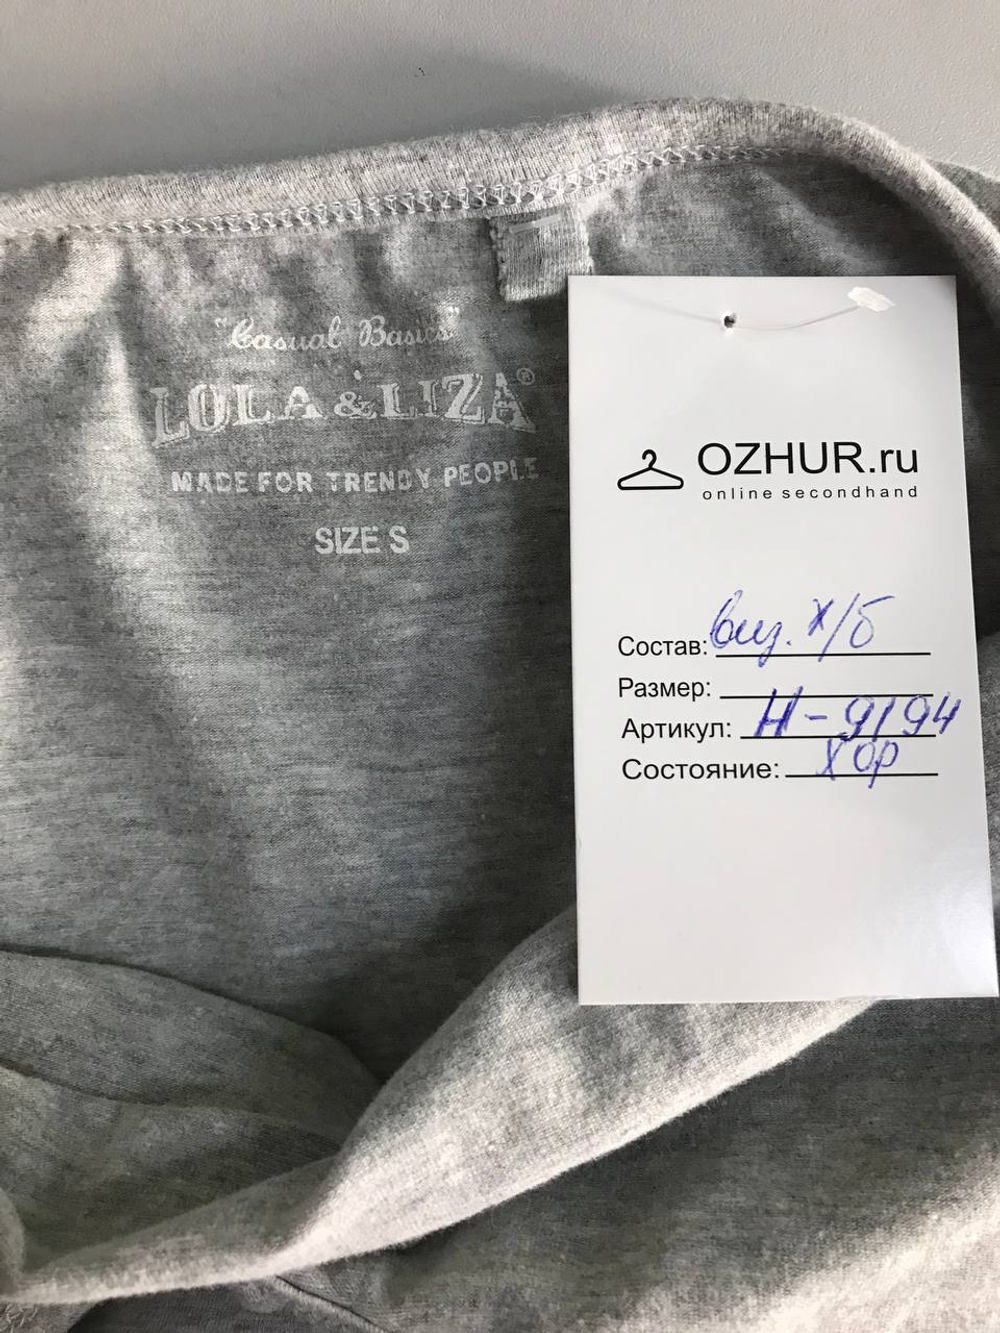 "Casual Basics"
LOLA & LIZA®
MADE FOR TRENDY PEOPLE
SIZE S
OZHUR.ru
online secondhand
Состав: виз. х/б
Размер:
Артикул: Н-9194
Состояние: хор